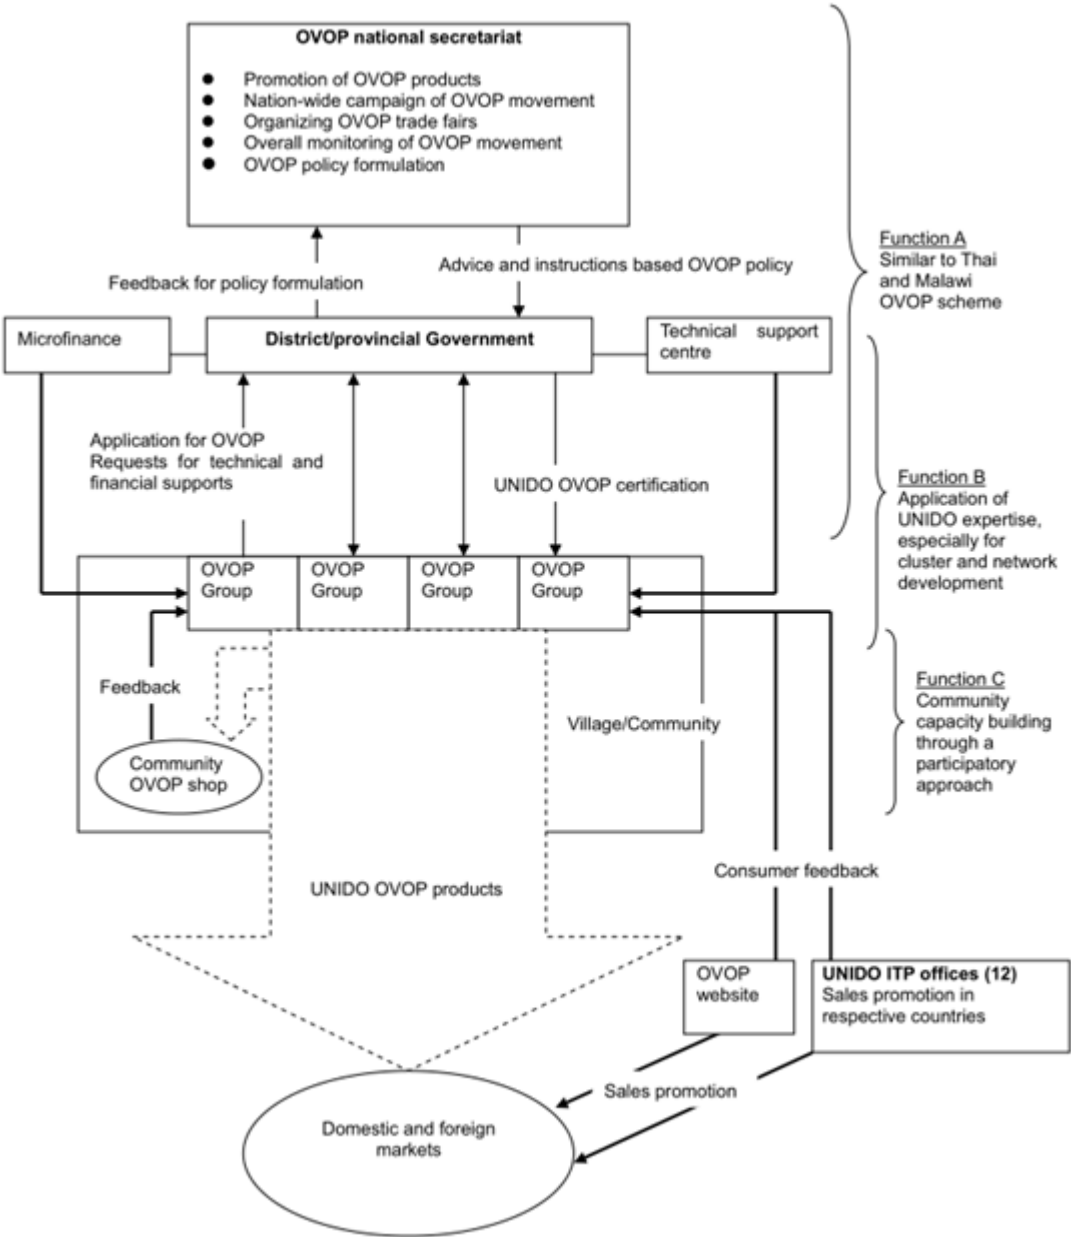 OVOP national secretariat
● Promotion of OVOP products
● Nation-wide campaign of OVOP movement
● Organizing OVOP trade fairs
● Overall monitoring of OVOP movement
● OVOP policy formulation
Function A
Similar to Thai
and Malawi
OVOP scheme
Feedback for policy formulation
Advice and instructions based OVOP policy
Microfinance
District/provincial Government
Technical support
centre
Application for OVOP
Requests for technical and
financial supports
UNIDO OVOP certification
Function B
Application of
UNIDO expertise,
especially for
cluster and network
development
OVOP
Group
OVOP
Group
OVOP
Group
OVOP
Group
Feedback
Village/Community
Community
OVOP shop
Function C
Community
capacity building
through a
participatory
approach
UNIDO OVOP products
Consumer feedback
OVOP
website
UNIDO ITP offices (12)
Sales promotion in
respective countries
Sales promotion
Domestic and foreign
markets